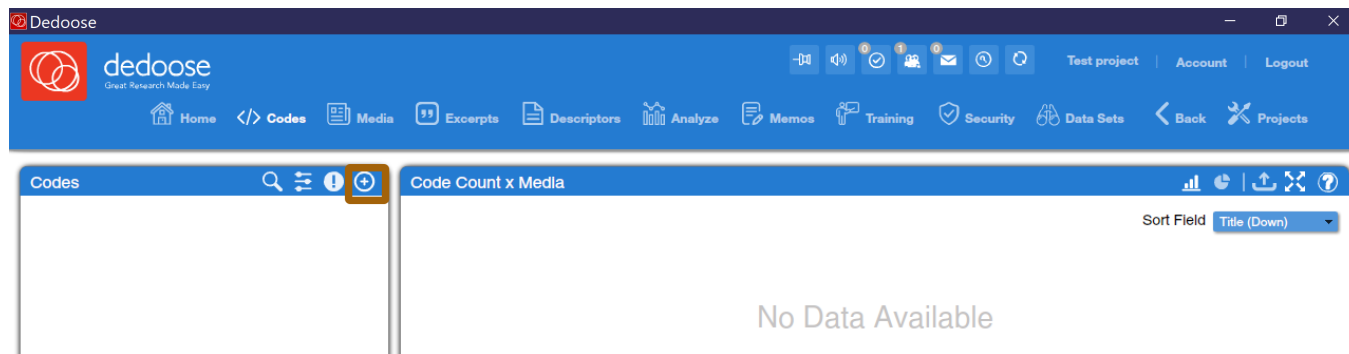 Dedoose
dedoose
Great Research Made Easy
0 1 0
Test project | Account | Logout
Home </> Codes Media Excerpts Descriptors Analyze Memos Training Security Data Sets Back Projects
Codes
Code Count x Media
Sort Field Title (Down)
No Data Available